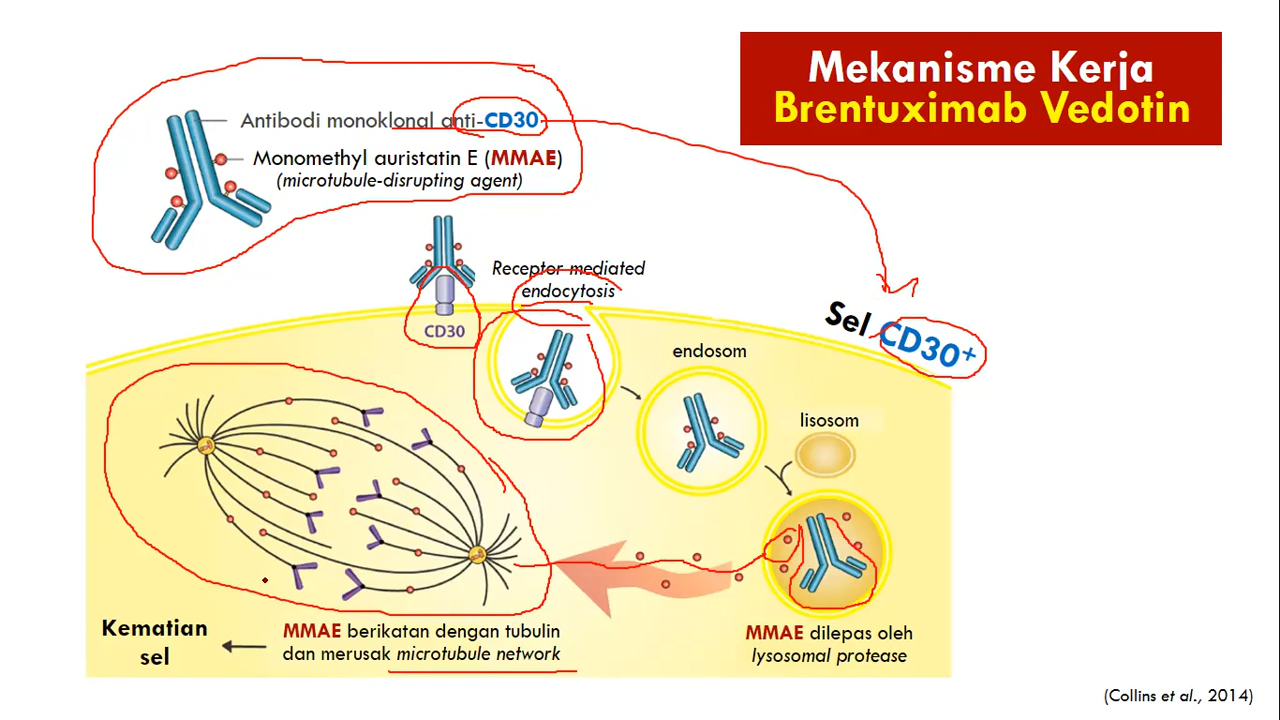 Mekanisme Kerja
Brentuximab Vedotin
Antibodi monoklonal anti-CD30
Monomethyl auristatin E (MMAE)
(microtubule-disrupting agent)
Receptor-mediated
endocytosis
CD30
Sel CD30+
endosom
lisosom
MMAE dilepas oleh
lysosomal protease
MMAE berikatan dengan tubulin
dan merusak microtubule network
Kematian
sel
(Collins et al., 2014)